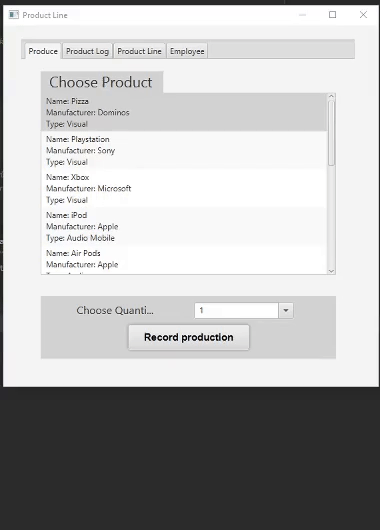 Product Line
Produce Product Log Product Line Employee
Choose Product
Name: Pizza
Manufacturer: Dominos
Type: Visual
Name: Playstation
Manufacturer: Sony
Type: Visual
Name: Xbox
Manufacturer: Microsoft
Type: Visual
Name: iPod
Manufacturer: Apple
Type: Audio Mobile
Name: Air Pods
Manufacturer: Apple
Choose Quanti... 1
Record production